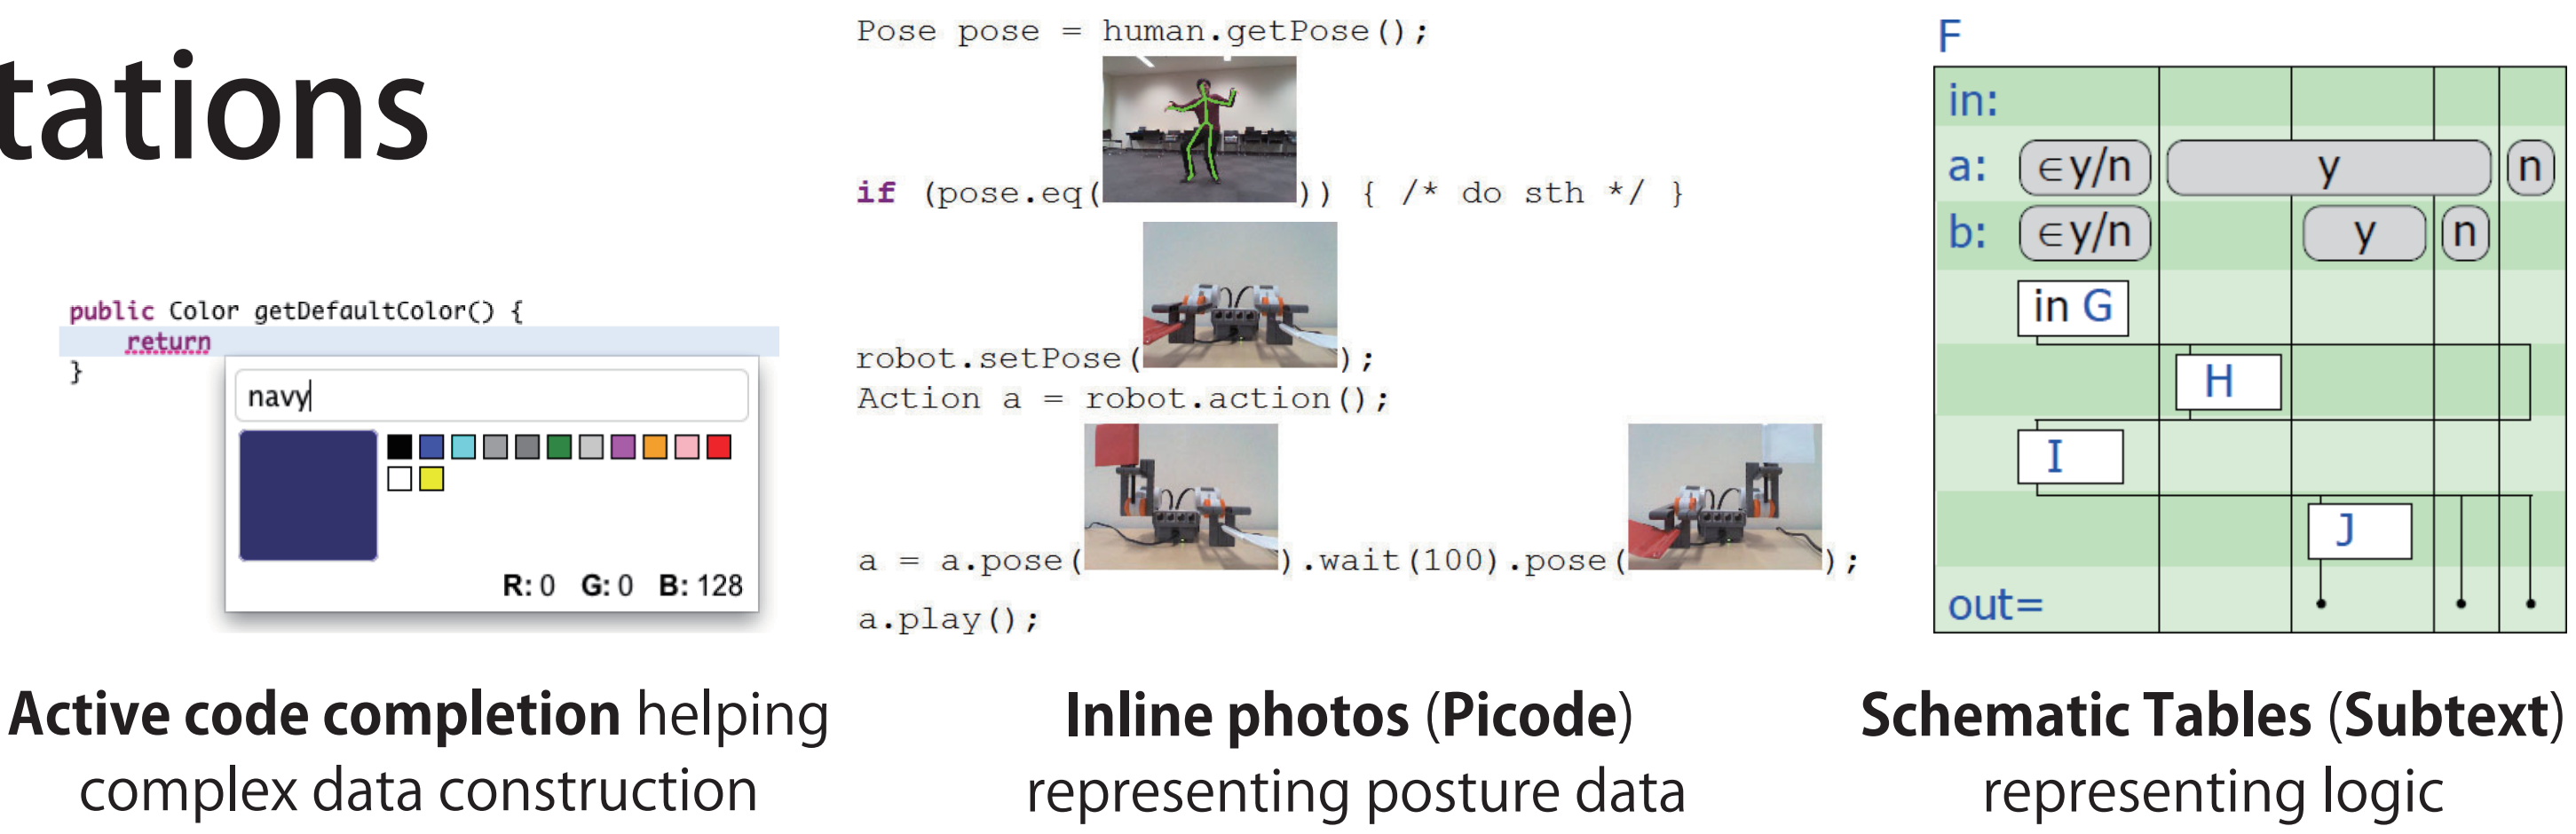 tations
public Color getDefaultColor() {
return
}
navy
R: 0 G: 0 B: 128
Active code completion helping
complex data construction
Pose pose = human.getPose();
if (pose.eq( )) { /* do sth */ }
robot.setPose( );
Action a = robot.action();
a = a.pose( ).wait(100).pose( );
a.play();
Inline photos (Picode)
representing posture data
F
in:
a: ∈y/n y n
b: ∈y/n y n
in G
H
I
J
out=
Schematic Tables (Subtext)
representing logic